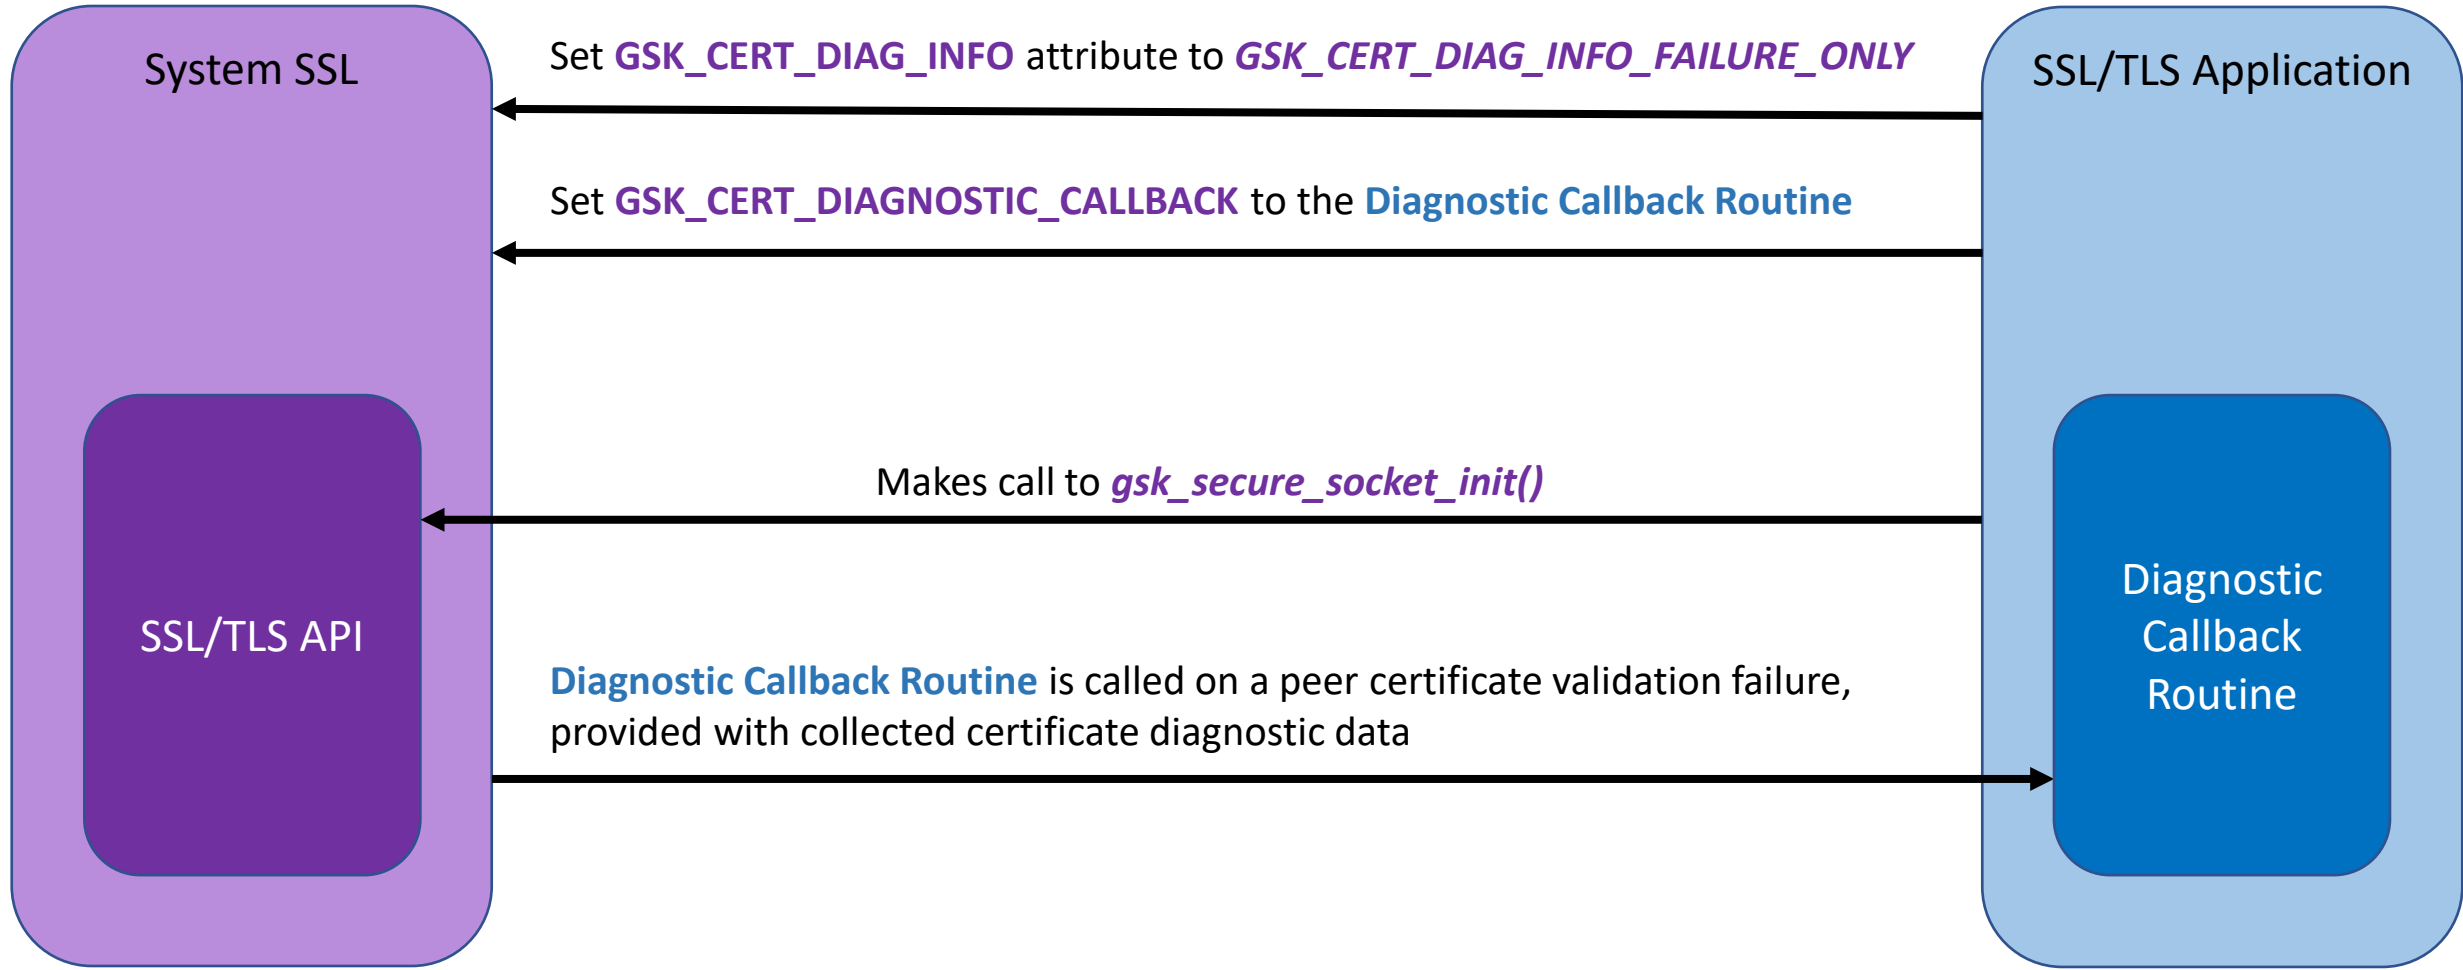 System SSL
Set GSK_CERT_DIAG_INFO attribute to GSK_CERT_DIAG_INFO_FAILURE_ONLY
SSL/TLS Application
Set GSK_CERT_DIAGNOSTIC_CALLBACK to the Diagnostic Callback Routine
Makes call to gsk_secure_socket_init()
SSL/TLS API
Diagnostic Callback Routine is called on a peer certificate validation failure,
provided with collected certificate diagnostic data
Diagnostic
Callback
Routine